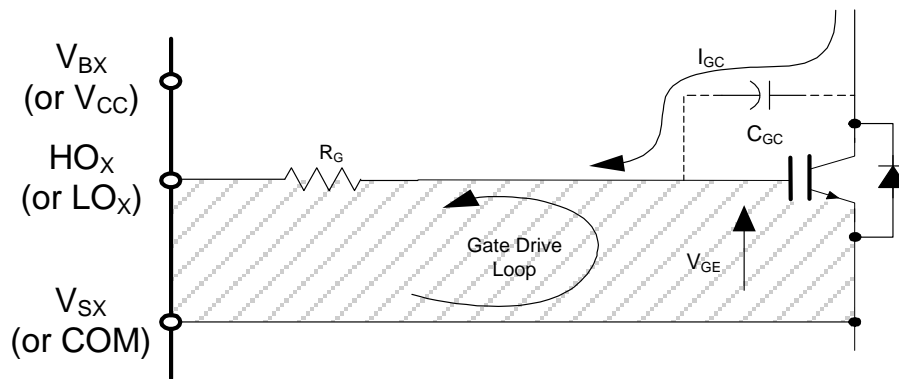 V_BX
(or V_CC)
HO_X
(or LO_X)
V_SX
(or COM)
R_G
I_GC
C_GC
Gate Drive
Loop
V_GE